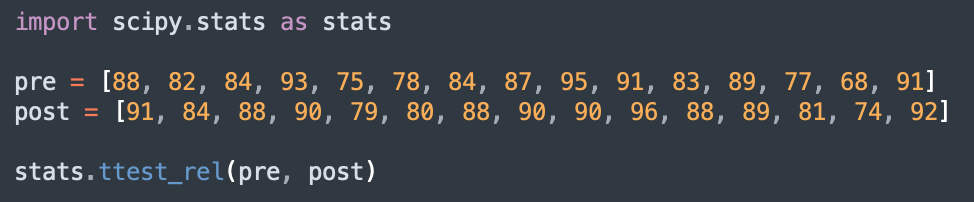 import scipy.stats as stats
pre = [88, 82, 84, 93, 75, 78, 84, 87, 95, 91, 83, 89, 77, 68, 91]
post = [91, 84, 88, 90, 79, 80, 88, 90, 90, 96, 88, 89, 81, 74, 92]
stats.ttest_rel(pre, post)